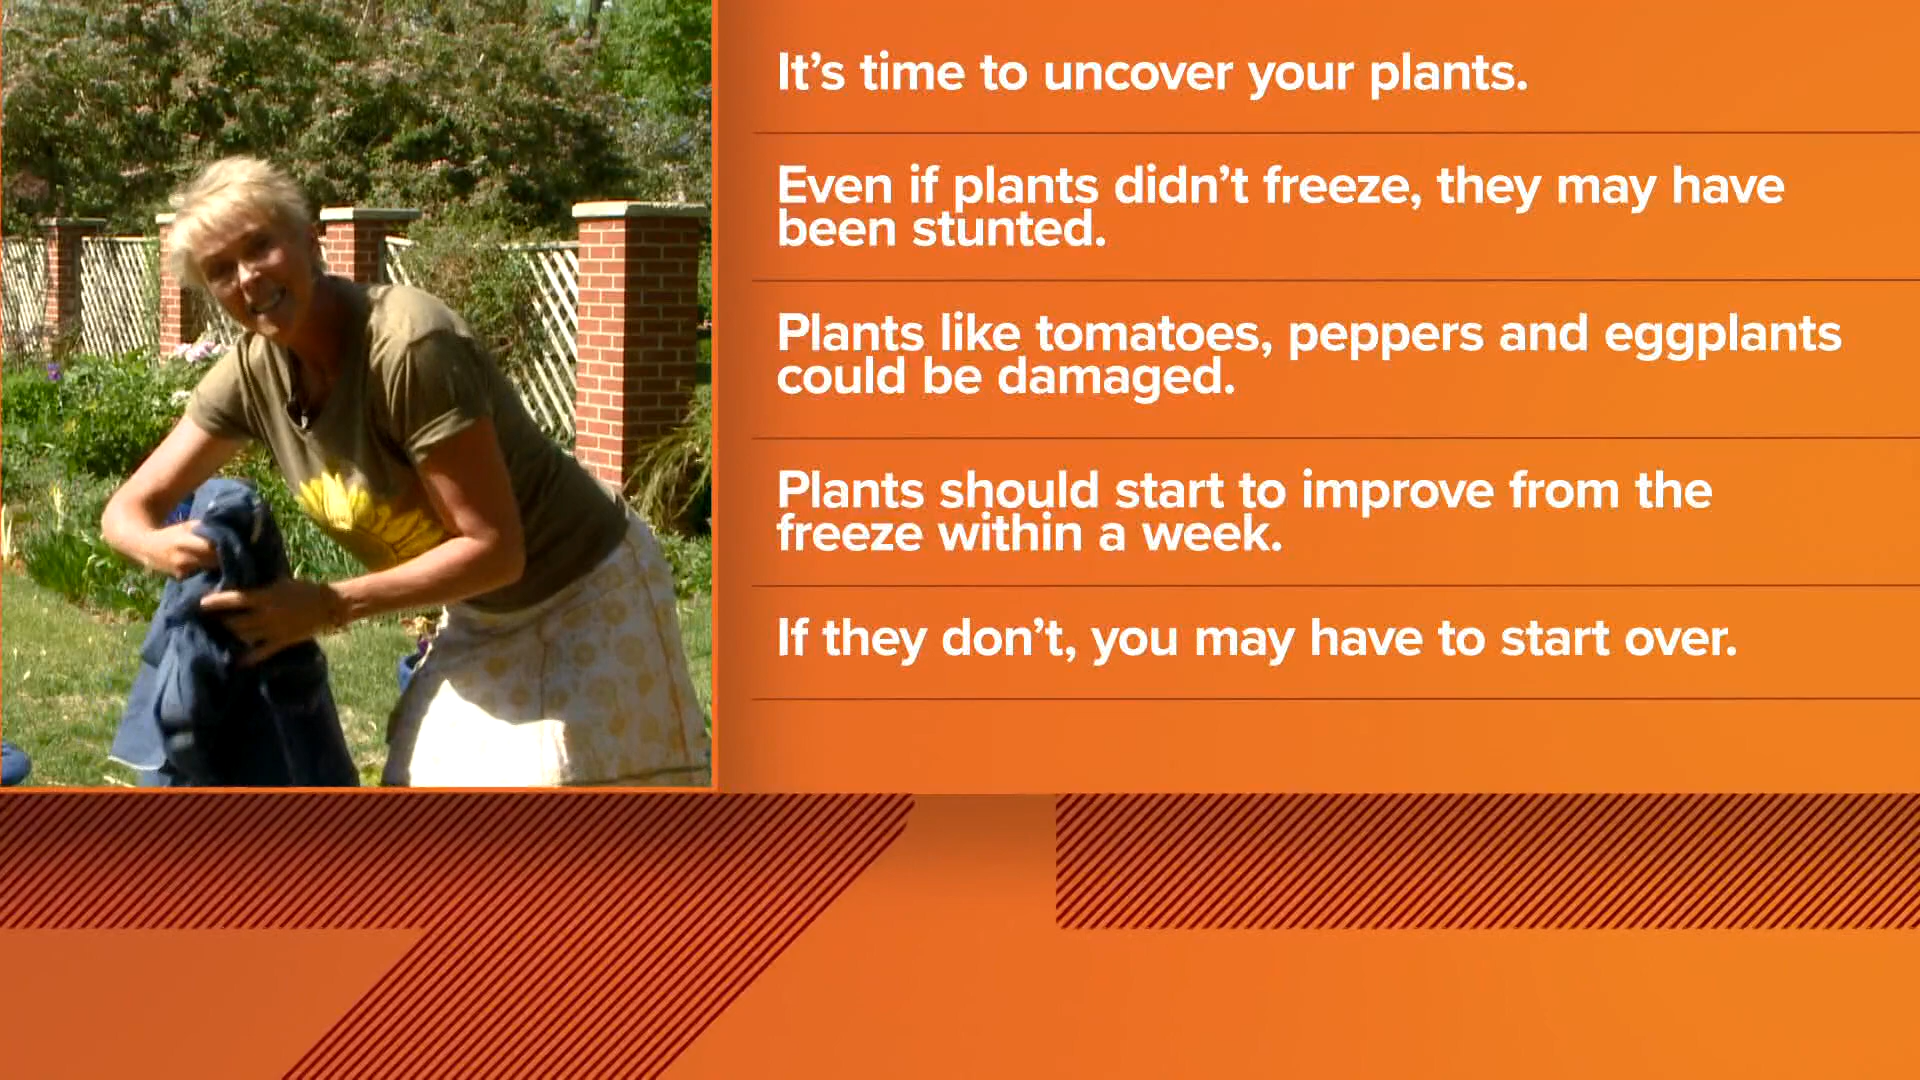 It’s time to uncover your plants.
Even if plants didn’t freeze, they may have
been stunted.
Plants like tomatoes, peppers and eggplants
could be damaged.
Plants should start to improve from the
freeze within a week.
If they don’t, you may have to start over.